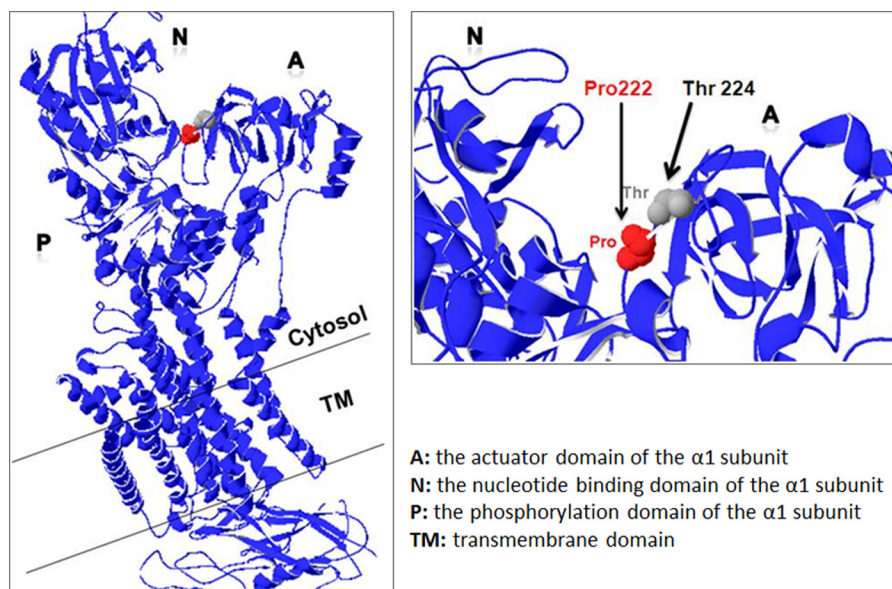 N
A
P
Cytosol
TM
N
Pro222
Thr 224
A
Thr
Pro
A: the actuator domain of the α1 subunit
N: the nucleotide binding domain of the α1 subunit
P: the phosphorylation domain of the α1 subunit
TM: transmembrane domain